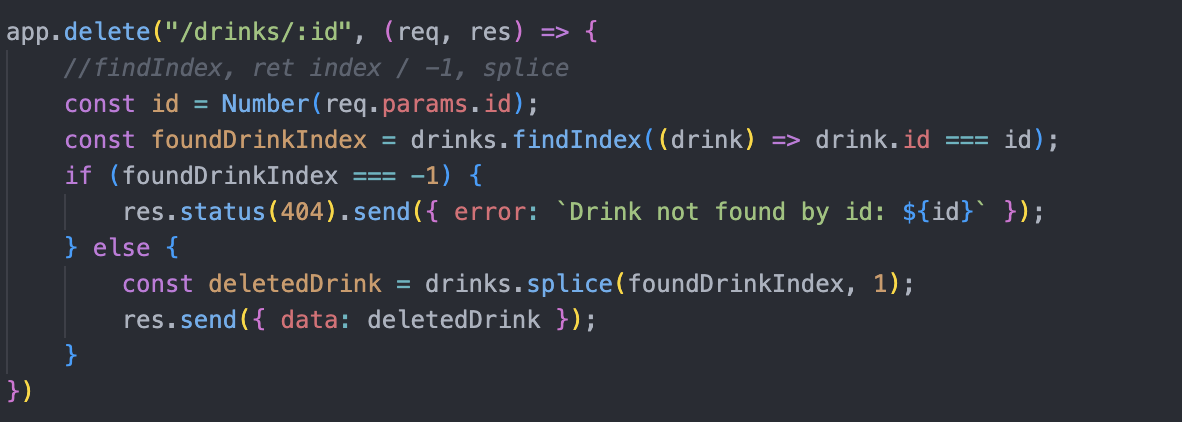 app.delete("/drinks/:id", (req, res) => {
    //findIndex, ret index / -1, splice
    const id = Number(req.params.id);
    const foundDrinkIndex = drinks.findIndex((drink) => drink.id === id);
    if (foundDrinkIndex === -1) {
        res.status(404).send({ error: `Drink not found by id: ${id}` });
    } else {
        const deletedDrink = drinks.splice(foundDrinkIndex, 1);
        res.send({ data: deletedDrink });
    }
})